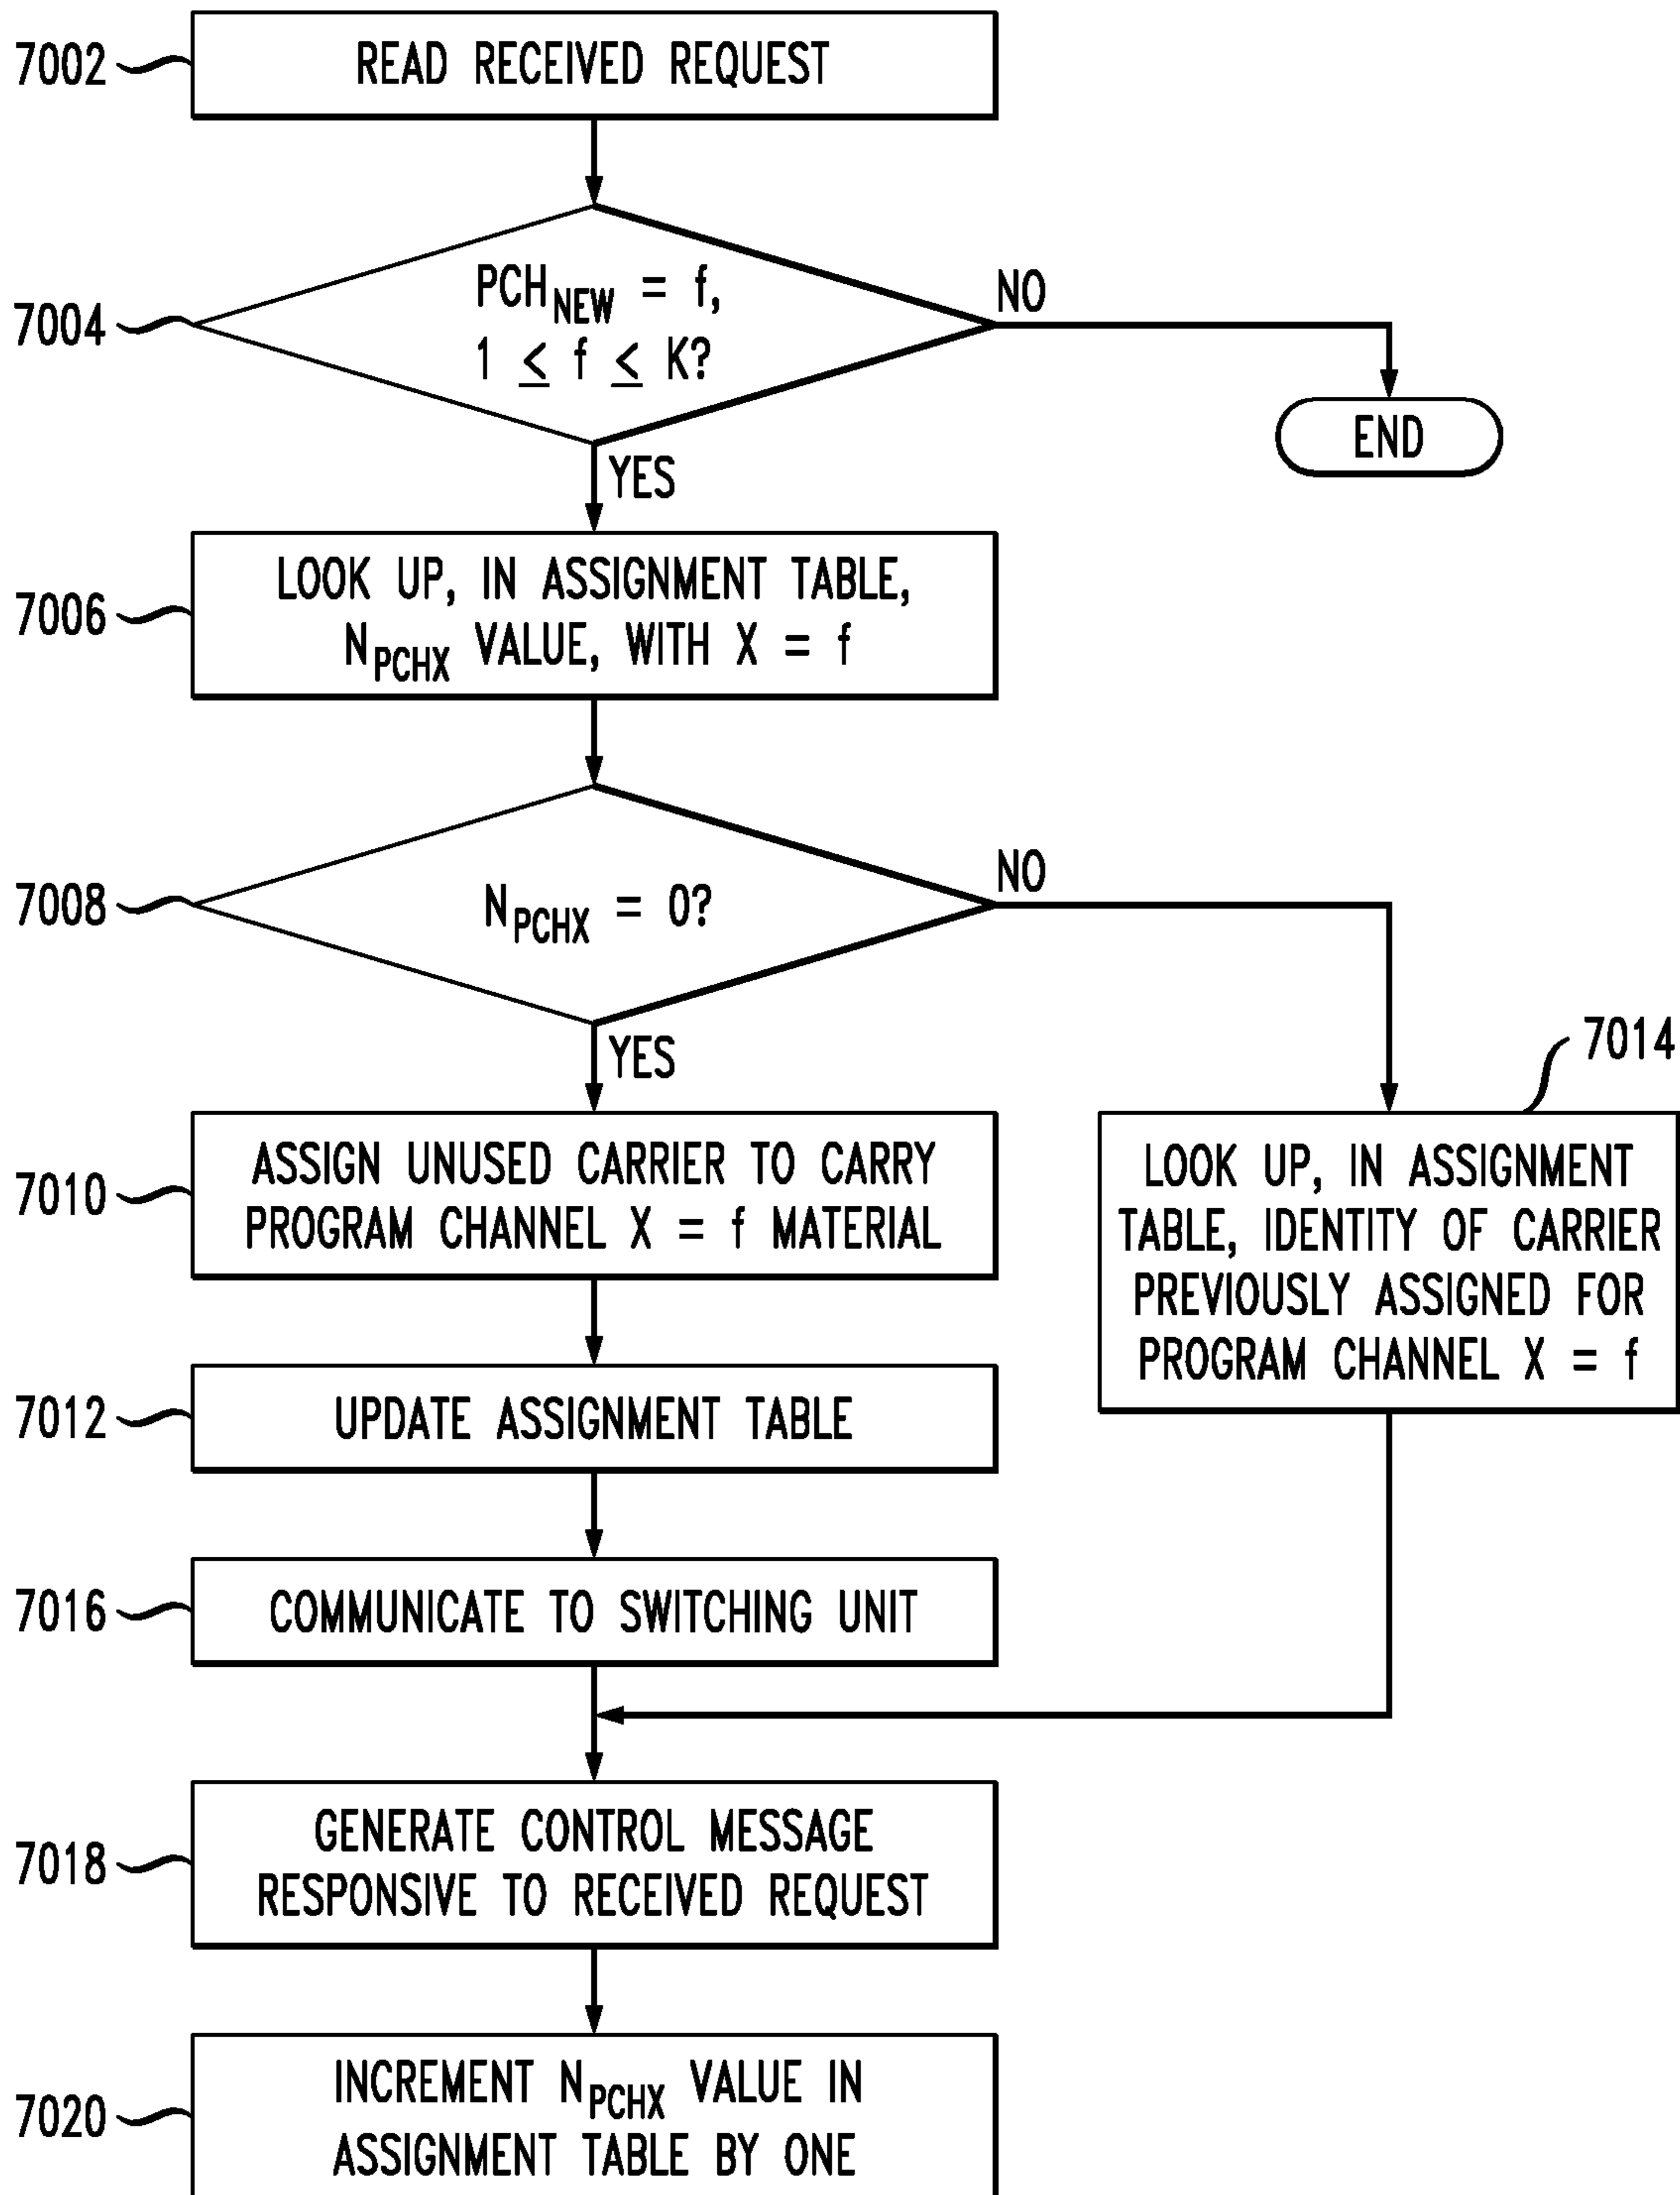 7002
READ RECEIVED REQUEST
7004
PCH_NEW = f,
1 ≤ f ≤ K?
NO
END
YES
7006
LOOK UP, IN ASSIGNMENT TABLE,
N_PCHX VALUE, WITH X = f
7008
N_PCHX = 0?
NO
YES
7014
7010
ASSIGN UNUSED CARRIER TO CARRY
PROGRAM CHANNEL X = f MATERIAL
LOOK UP, IN ASSIGNMENT
TABLE, IDENTITY OF CARRIER
PREVIOUSLY ASSIGNED FOR
PROGRAM CHANNEL X = f
7012
UPDATE ASSIGNMENT TABLE
7016
COMMUNICATE TO SWITCHING UNIT
7018
GENERATE CONTROL MESSAGE
RESPONSIVE TO RECEIVED REQUEST
7020
INCREMENT N_PCHX VALUE IN
ASSIGNMENT TABLE BY ONE